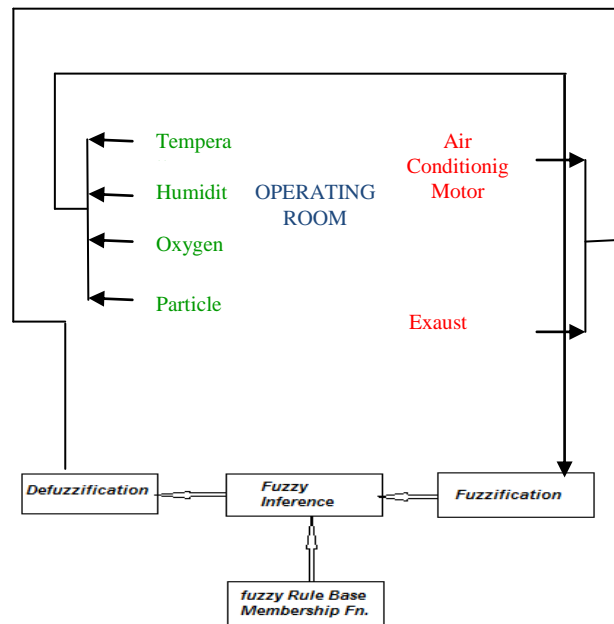 Tempera
Humidit
Oxygen
Particle
OPERATING
ROOM
Air
Conditionig
Motor
Exaust
Defuzzification
Fuzzy
Inference
Fuzzification
fuzzy Rule Base
Membership Fn.